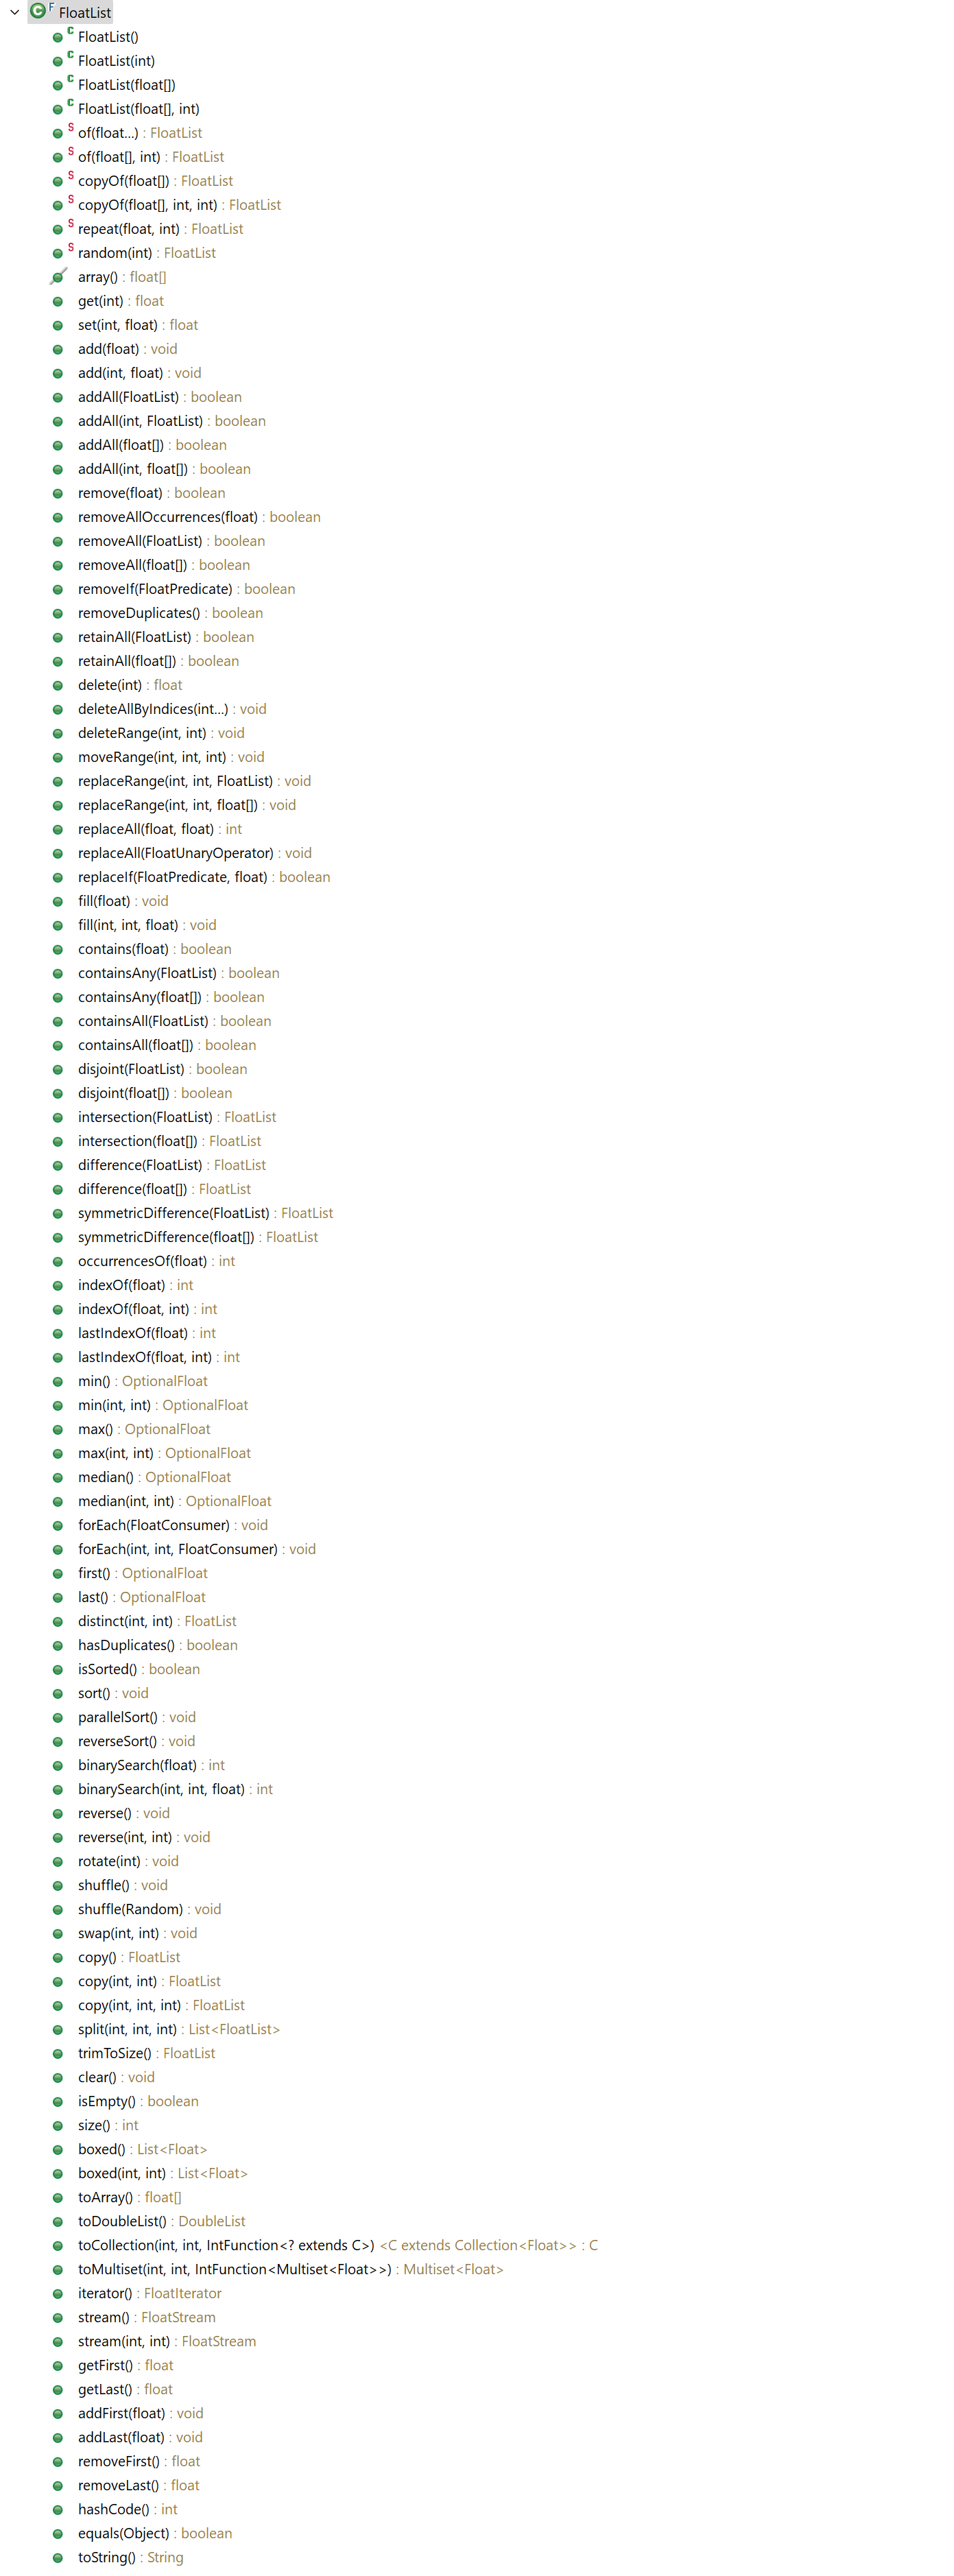 FloatList
FloatList()
FloatList(int)
FloatList(float[])
FloatList(float[], int)
of(float...) : FloatList
of(float[], int) : FloatList
copyOf(float[]) : FloatList
copyOf(float[], int, int) : FloatList
repeat(float, int) : FloatList
random(int) : FloatList
array() : float[]
get(int) : float
set(int, float) : float
add(float) : void
add(int, float) : void
addAll(FloatList) : boolean
addAll(int, FloatList) : boolean
addAll(float[]) : boolean
addAll(int, float[]) : boolean
remove(float) : boolean
removeAllOccurrences(float) : boolean
removeAll(FloatList) : boolean
removeAll(float[]) : boolean
removeIf(FloatPredicate) : boolean
removeDuplicates() : boolean
retainAll(FloatList) : boolean
retainAll(float[]) : boolean
delete(int) : float
deleteAllByIndices(int...) : void
deleteRange(int, int) : void
moveRange(int, int, int) : void
replaceRange(int, int, FloatList) : void
replaceRange(int, int, float[]) : void
replaceAll(float, float) : int
replaceAll(FloatUnaryOperator) : void
replaceIf(FloatPredicate, float) : boolean
fill(float) : void
fill(int, int, float) : void
contains(float) : boolean
containsAny(FloatList) : boolean
containsAny(float[]) : boolean
containsAll(FloatList) : boolean
containsAll(float[]) : boolean
disjoint(FloatList) : boolean
disjoint(float[]) : boolean
intersection(FloatList) : FloatList
intersection(float[]) : FloatList
difference(FloatList) : FloatList
difference(float[]) : FloatList
symmetricDifference(FloatList) : FloatList
symmetricDifference(float[]) : FloatList
occurrencesOf(float) : int
indexOf(float) : int
indexOf(float, int) : int
lastIndexOf(float) : int
lastIndexOf(float, int) : int
min() : OptionalFloat
min(int, int) : OptionalFloat
max() : OptionalFloat
max(int, int) : OptionalFloat
median() : OptionalFloat
median(int, int) : OptionalFloat
forEach(FloatConsumer) : void
forEach(int, int, FloatConsumer) : void
first() : OptionalFloat
last() : OptionalFloat
distinct(int, int) : FloatList
hasDuplicates() : boolean
isSorted() : boolean
sort() : void
parallelSort() : void
reverseSort() : void
binarySearch(float) : int
binarySearch(int, int, float) : int
reverse() : void
reverse(int, int) : void
rotate(int) : void
shuffle() : void
shuffle(Random) : void
swap(int, int) : void
copy() : FloatList
copy(int, int) : FloatList
copy(int, int, int) : FloatList
split(int, int, int) : List<FloatList>
trimToSize() : FloatList
clear() : void
isEmpty() : boolean
size() : int
boxed() : List<Float>
boxed(int, int) : List<Float>
toArray() : float[]
toDoubleList() : DoubleList
toCollection(int, int, IntFunction<? extends C>) <C extends Collection<Float>> : C
toMultiset(int, int, IntFunction<Multiset<Float>>) : Multiset<Float>
iterator() : FloatIterator
stream() : FloatStream
stream(int, int) : FloatStream
getFirst() : float
getLast() : float
addFirst(float) : void
addLast(float) : void
removeFirst() : float
removeLast() : float
hashCode() : int
equals(Object) : boolean
toString() : String